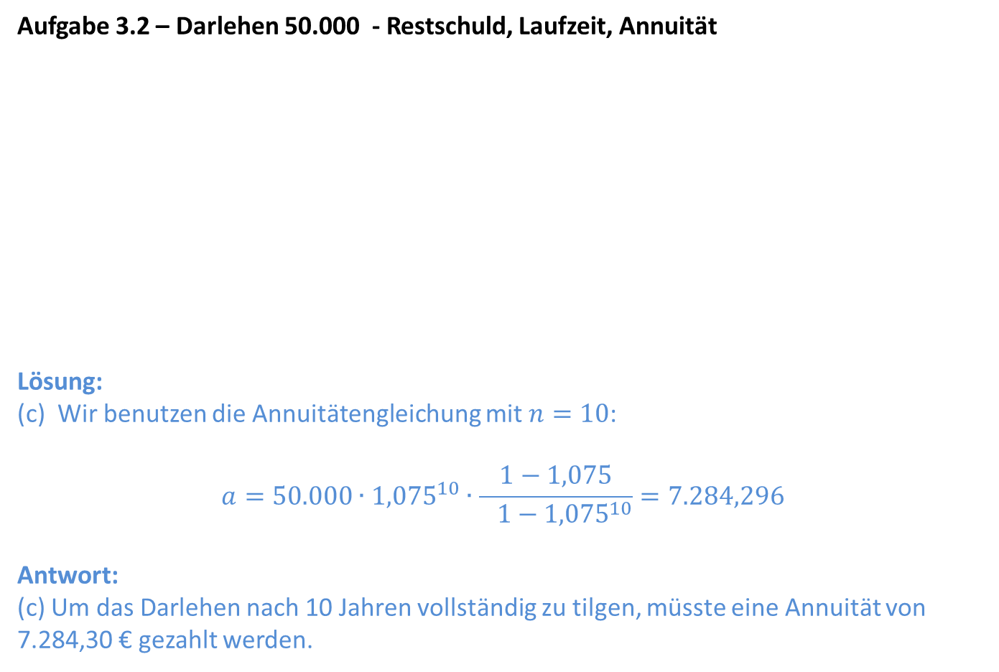 Aufgabe 3.2 – Darlehen 50.000  - Restschuld, Laufzeit, Annuität
Lösung:
(c)  Wir benutzen die Annuitätengleichung mit n = 10:
a = 50.000 · 1,075^10 · (1 − 1,075) / (1 − 1,075^10) = 7.284,296
Antwort:
(c) Um das Darlehen nach 10 Jahren vollständig zu tilgen, müsste eine Annuität von
7.284,30 € gezahlt werden.